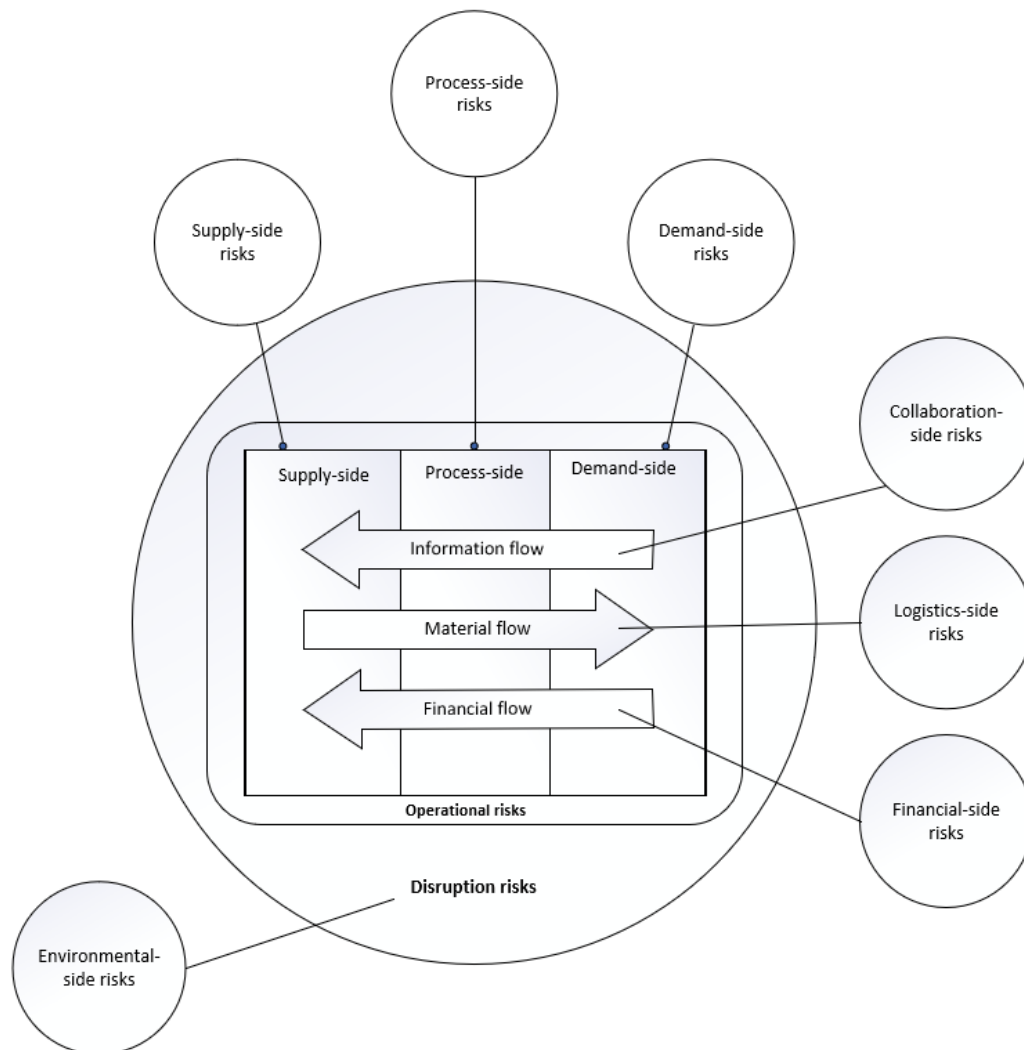 Process-side
risks
Supply-side
risks
Demand-side
risks
Collaboration-
side risks
Supply-side
Process-side
Demand-side
Information flow
Material flow
Logistics-side
risks
Financial flow
Financial-side
risks
Operational risks
Disruption risks
Environmental-
side risks